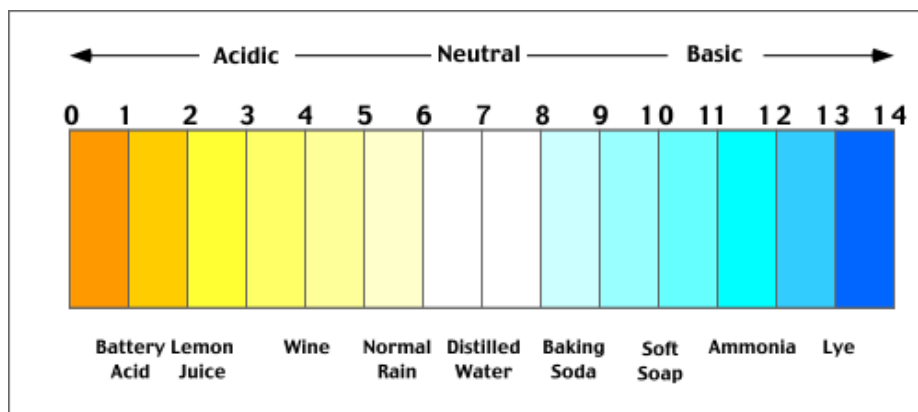 Acidic Neutral Basic
0 1 2 3 4 5 6 7 8 9 10 11 12 13 14
Battery Lemon Wine Normal Distilled Baking Soft Ammonia Lye
Acid Juice Rain Water Soda Soap